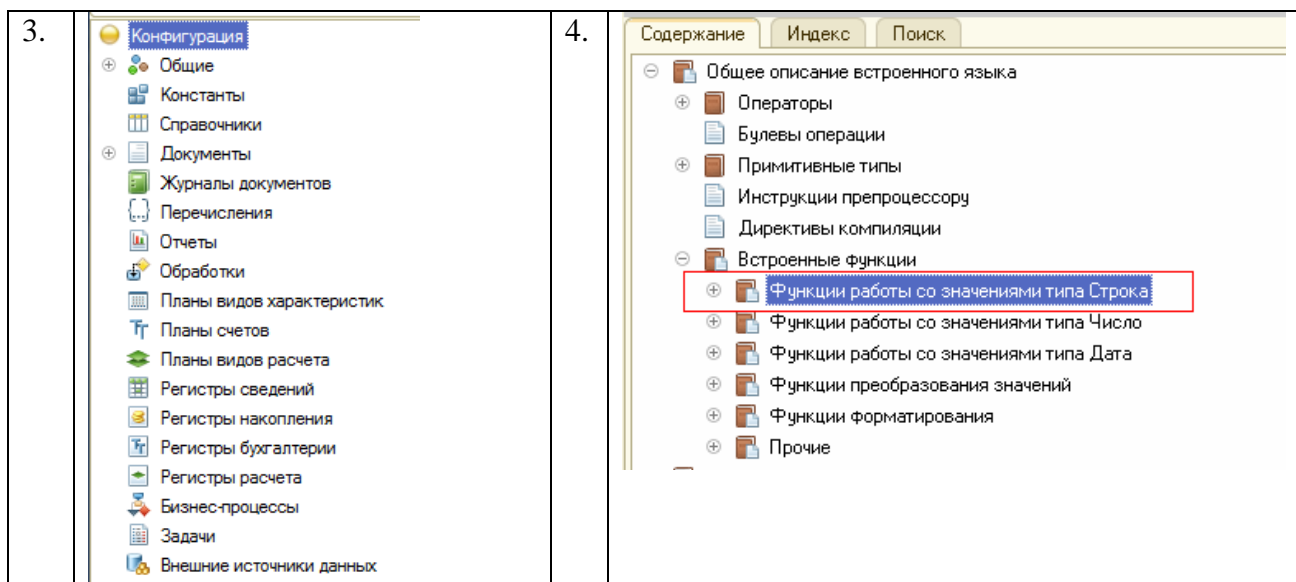 3.
Конфигурация
Общие
Константы
Справочники
Документы
Журналы документов
Перечисления
Отчеты
Обработки
Планы видов характеристик
Планы счетов
Планы видов расчета
Регистры сведений
Регистры накопления
Регистры бухгалтерии
Регистры расчета
Бизнес-процессы
Задачи
Внешние источники данных
4.
Содержание Индекс Поиск
Общее описание встроенного языка
Операторы
Булевы операции
Примитивные типы
Инструкции препроцессору
Директивы компиляции
Встроенные функции
Функции работы со значениями типа Строка
Функции работы со значениями типа Число
Функции работы со значениями типа Дата
Функции преобразования значений
Функции форматирования
Прочие